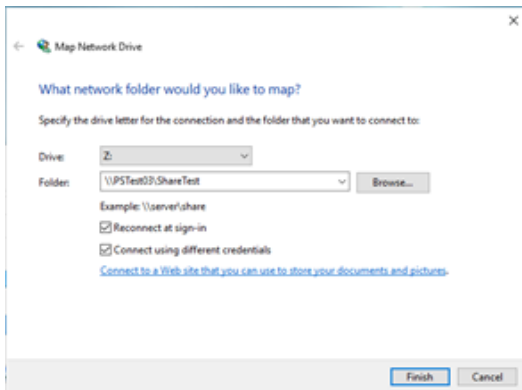 Map Network Drive
What network folder would you like to map?
Specify the drive letter for the connection and the folder that you want to connect to:
Drive: Z:
Folder: \\PSTest03\ShareTest Browse...
Example: \\server\share
Reconnect at sign-in
Connect using different credentials
Connect to a Web site that you can use to store your documents and pictures.
Finish Cancel